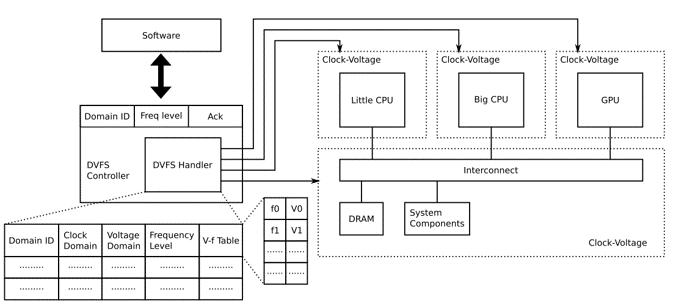 Software
Domain ID
Freq level
Ack
DVFS
Controller
DVFS Handler
Clock-Voltage
Clock-Voltage
Clock-Voltage
Little CPU
Big CPU
GPU
Interconnect
DRAM
System
Components
Clock-Voltage
Domain ID
Clock
Domain
Voltage
Domain
Frequency
Level
V-f Table
.........
.........
.........
.........
.........
.........
.........
.........
.........
.........
f0
V0
f1
V1
......
......
......
......